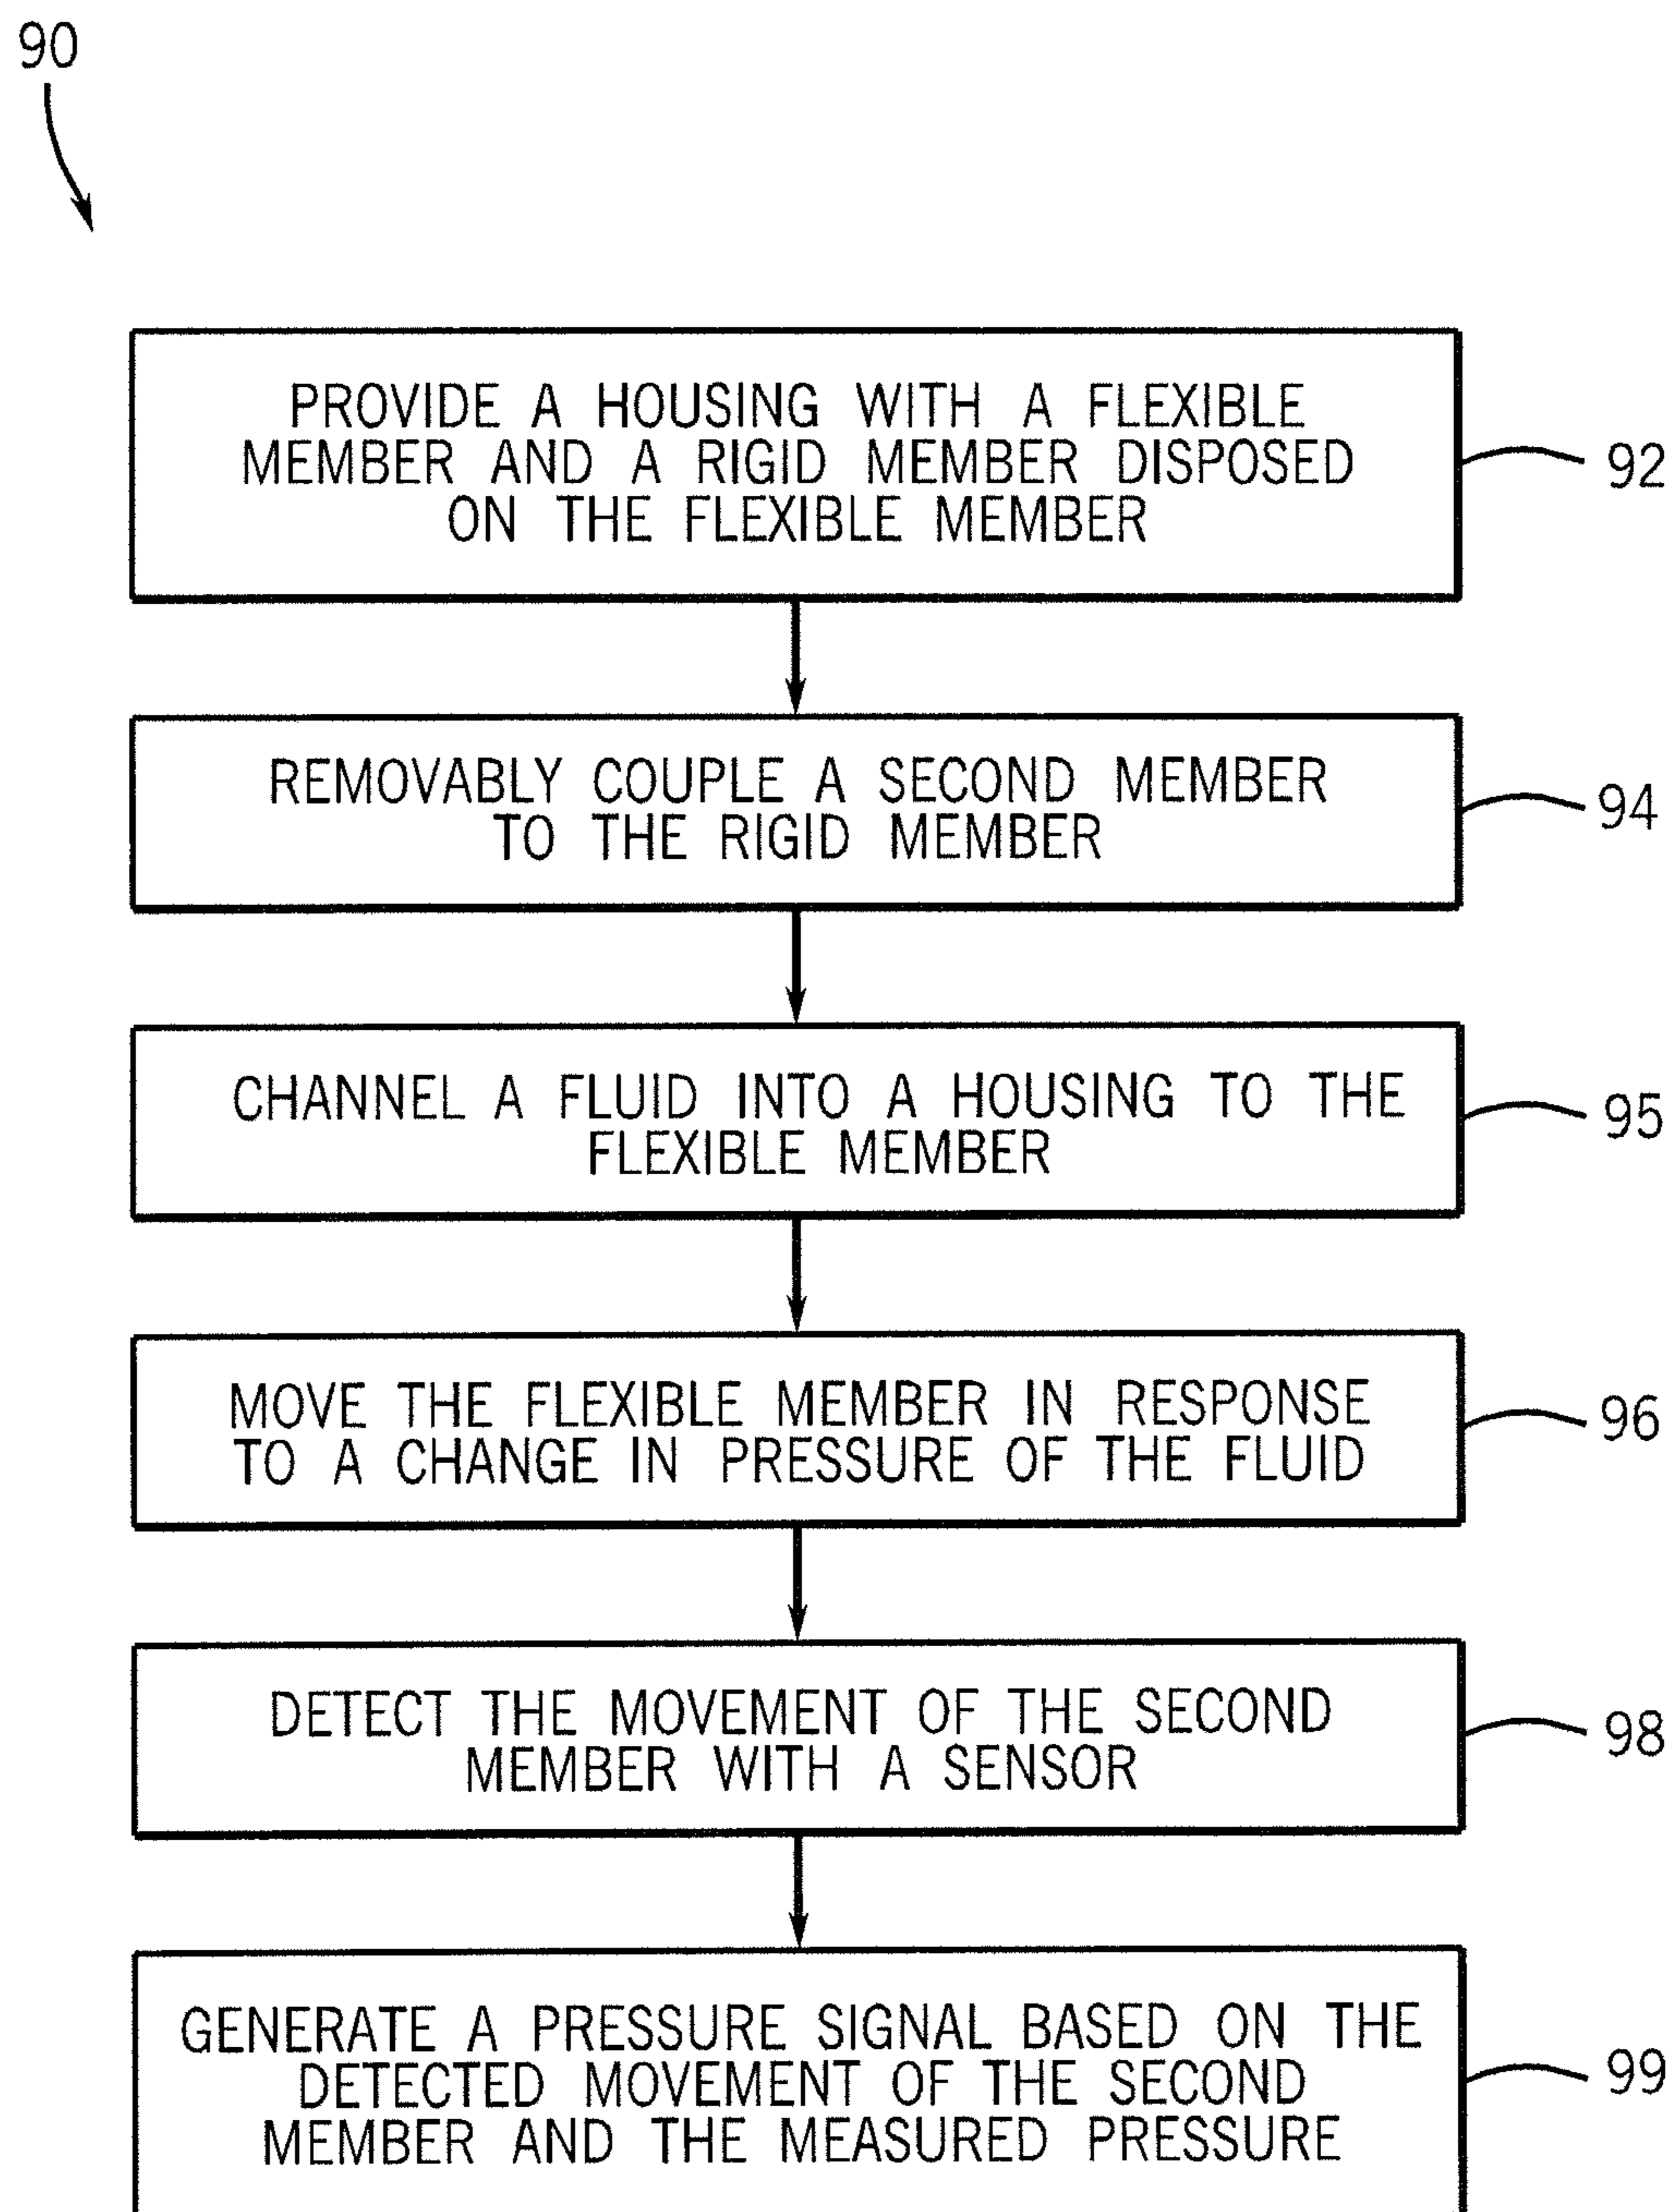 90
PROVIDE A HOUSING WITH A FLEXIBLE
MEMBER AND A RIGID MEMBER DISPOSED
ON THE FLEXIBLE MEMBER
92
REMOVABLY COUPLE A SECOND MEMBER
TO THE RIGID MEMBER
94
CHANNEL A FLUID INTO A HOUSING TO THE
FLEXIBLE MEMBER
95
MOVE THE FLEXIBLE MEMBER IN RESPONSE
TO A CHANGE IN PRESSURE OF THE FLUID
96
DETECT THE MOVEMENT OF THE SECOND
MEMBER WITH A SENSOR
98
GENERATE A PRESSURE SIGNAL BASED ON THE
DETECTED MOVEMENT OF THE SECOND
MEMBER AND THE MEASURED PRESSURE
99